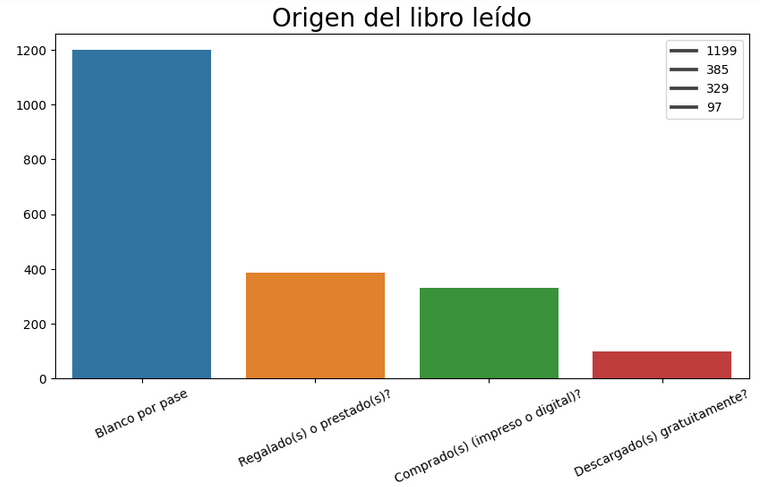 Origen del libro leído
1200
1000
800
600
400
200
0
1199
385
329
97
Blanco por pase
Regalado(s) o prestado(s)?
Comprado(s) (impreso o digital)?
Descargado(s) gratuitamente?